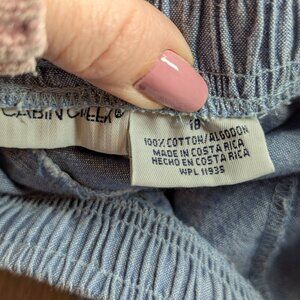 CABIN CREEK®
18
100% COTTON/ALGODON
MADE IN COSTA RICA
HECHO EN COSTA RICA
WPL 11935